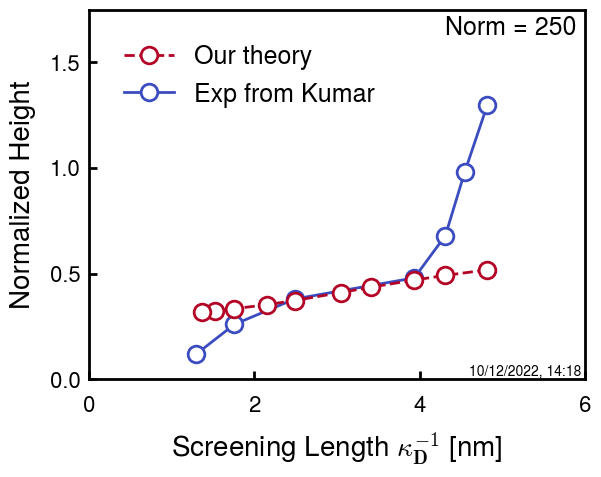 Norm = 250
Our theory
Exp from Kumar
Normalized Height
1.5
1.0
0.5
0.0
10/12/2022, 14:18
0 2 4 6
Screening Length κ_D^{-1} [nm]